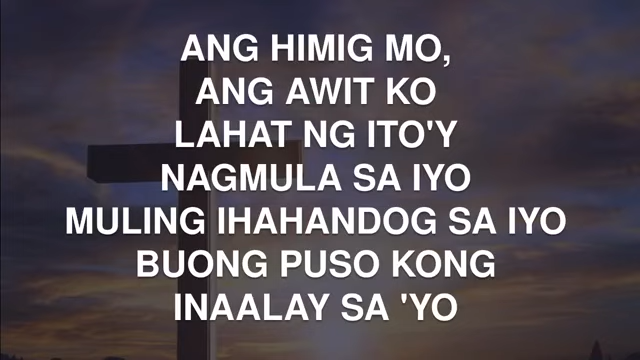 ANG HIMIG MO,
ANG AWIT KO
LAHAT NG ITO'Y
NAGMULA SA IYO
MULING IHAHANDOG SA IYO
BUONG PUSO KONG
INAALAY SA 'YO